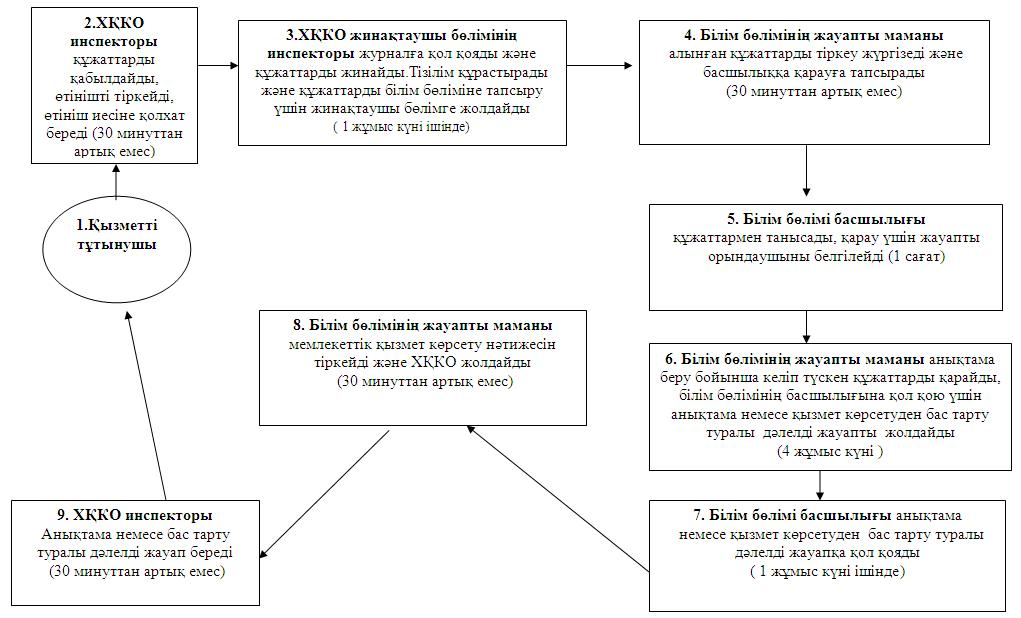 2.ХҚКО
инспекторы
құжаттарды
қабылдайды,
өтінішті тіркейді,
өтініш иесіне қолхат
береді (30 минуттан
артық емес)
3.ХҚКО жинақтаушы бөлімінің
инспекторы журналға қол қояды және
құжаттарды жинайды.Тізілім құрастырады
және құжаттарды білім бөліміне тапсыру
үшін жинақтаушы бөлімге жолдайды
( 1 жұмыс күні ішінде)
4. Білім бөлімінің жауапты маманы
алынған құжаттарды тіркеу жүргізеді және
басшылыққа қарауға тапсырады
(30 минуттан артық емес)
1.Қызметті
тұтынушы
5. Білім бөлімі басшылығы
құжаттармен танысады, қарау үшін жауапты
орындаушыны белгілейді (1 сағат)
8. Білім бөлімінің жауапты маманы
мемлекеттік қызмет көрсету нәтижесін
тіркейді және ХҚКО жолдайды
(30 минуттан артық емес)
6. Білім бөлімінің жауапты маманы анықтама
беру бойынша келіп түскен құжаттарды қарайды,
білім бөлімінің басшылығына қол қою үшін
анықтама немесе қызмет көрсетуден бас тарту
туралы дәлелді жауапты жолдайды
(4 жұмыс күні )
9. ХҚКО инспекторы
Анықтама немесе бас тарту
туралы дәлелді жауап береді
(30 минуттан артық емес)
7. Білім бөлімі басшылығы анықтама
немесе қызмет көрсетуден бас тарту туралы
дәлелді жауапқа қол қояды
( 1 жұмыс күні ішінде)